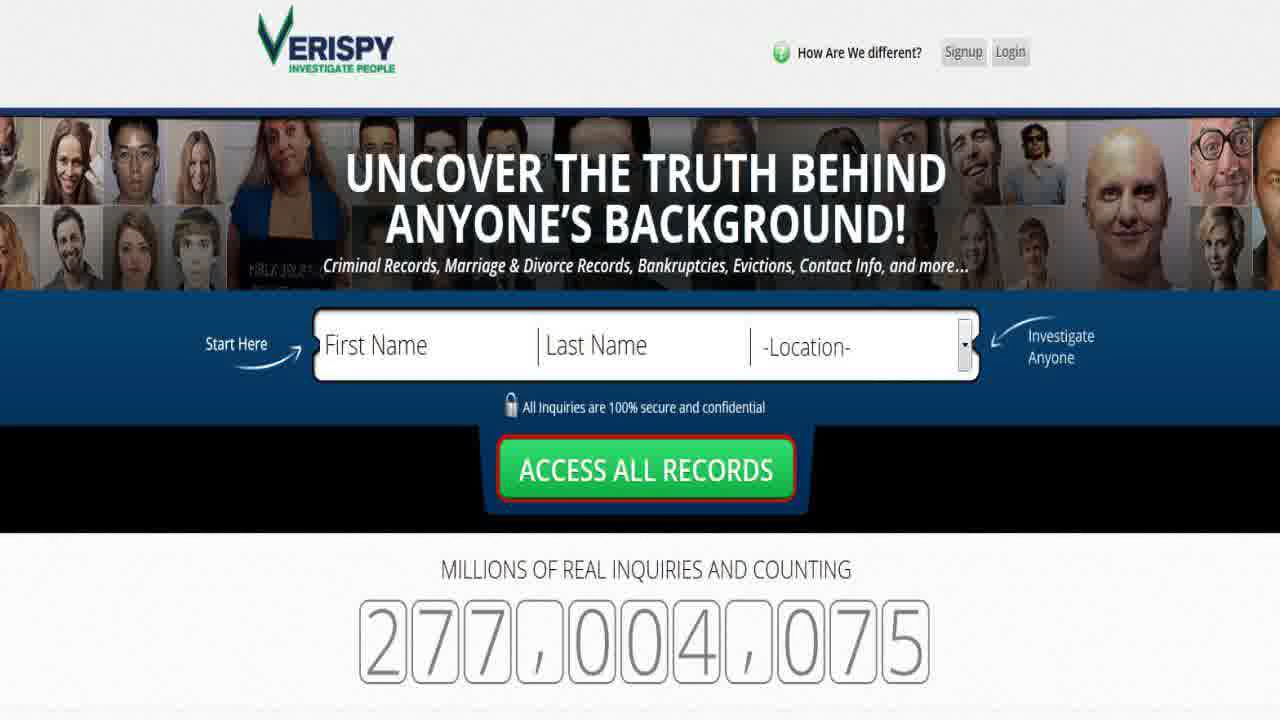 VERISPY
INVESTIGATE PEOPLE
How Are We different?
Signup
Login
UNCOVER THE TRUTH BEHIND
ANYONE'S BACKGROUND!
Criminal Records, Marriage & Divorce Records, Bankruptcies, Evictions, Contact Info, and more...
Start Here
First Name
Last Name
-Location-
Investigate
Anyone
All Inquiries are 100% secure and confidential
ACCESS ALL RECORDS
MILLIONS OF REAL INQUIRIES AND COUNTING
277,004,075